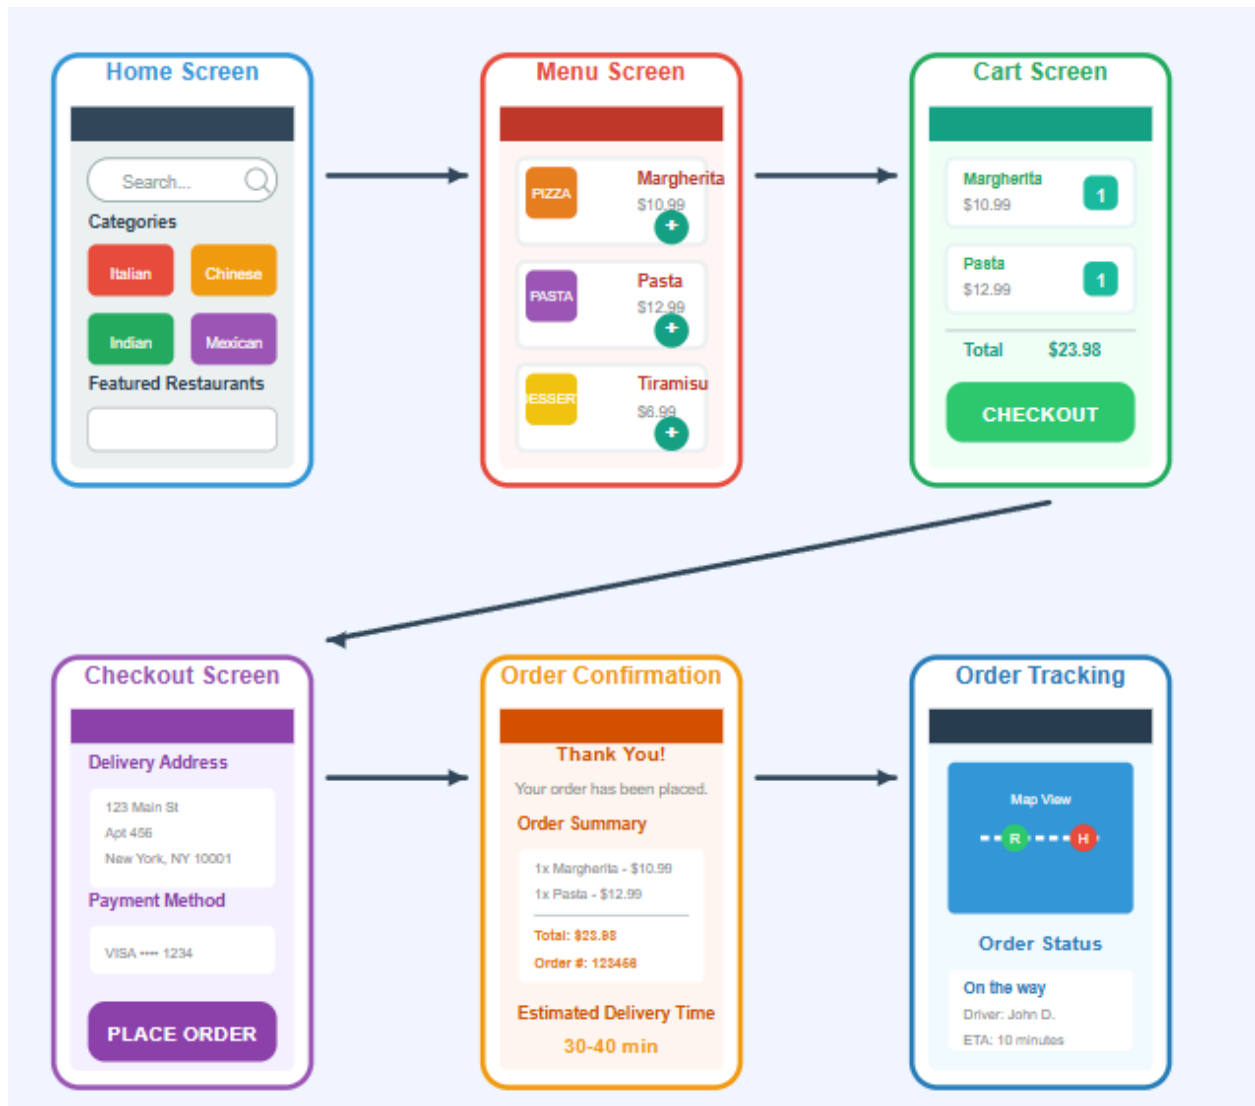 Home Screen
Search...
Categories
Italian
Chinese
Indian
Mexican
Featured Restaurants
Menu Screen
PIZZA
Margherita
$10.99
+
PASTA
Pasta
$12.99
+
DESSERT
Tiramisu
$6.99
+
Cart Screen
Margherita
$10.99
1
Pasta
$12.99
1
Total $23.98
CHECKOUT
Checkout Screen
Delivery Address
123 Main St
Apt 456
New York, NY 10001
Payment Method
VISA •••• 1234
PLACE ORDER
Order Confirmation
Thank You!
Your order has been placed.
Order Summary
1x Margherita - $10.99
1x Pasta - $12.99
Total: $23.98
Order #: 123456
Estimated Delivery Time
30-40 min
Order Tracking
Map View
R
H
Order Status
On the way
Driver: John D.
ETA: 10 minutes